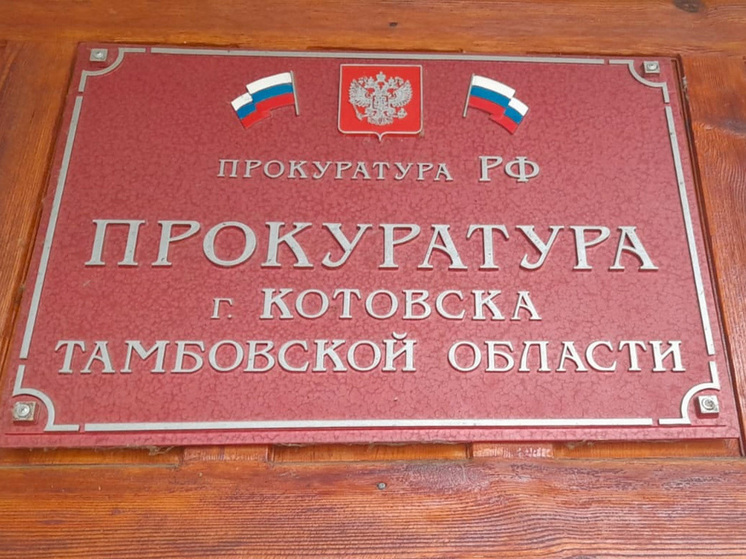 ПРОКУРАТУРА РФ
ПРОКУРАТУРА
г. КОТОВСКА
ТАМБОВСКОЙ ОБЛАСТИ